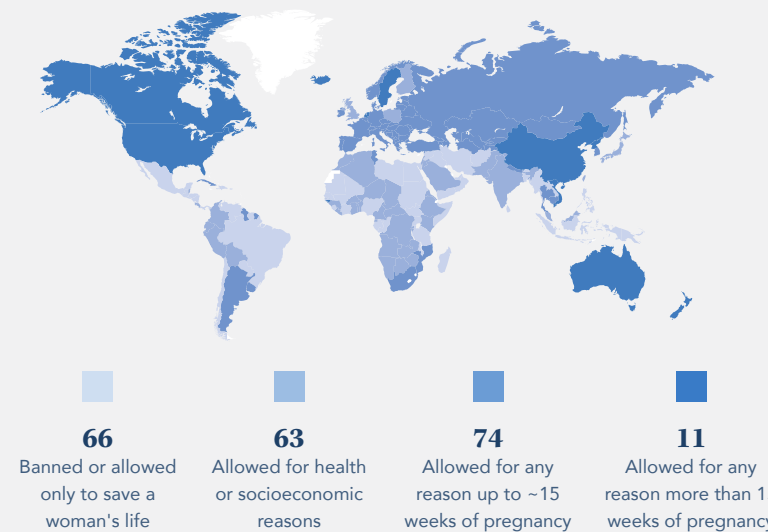 66
Banned or allowed
only to save a
woman's life
63
Allowed for health
or socioeconomic
reasons
74
Allowed for any
reason up to ~15
weeks of pregnancy
11
Allowed for any
reason more than
weeks of